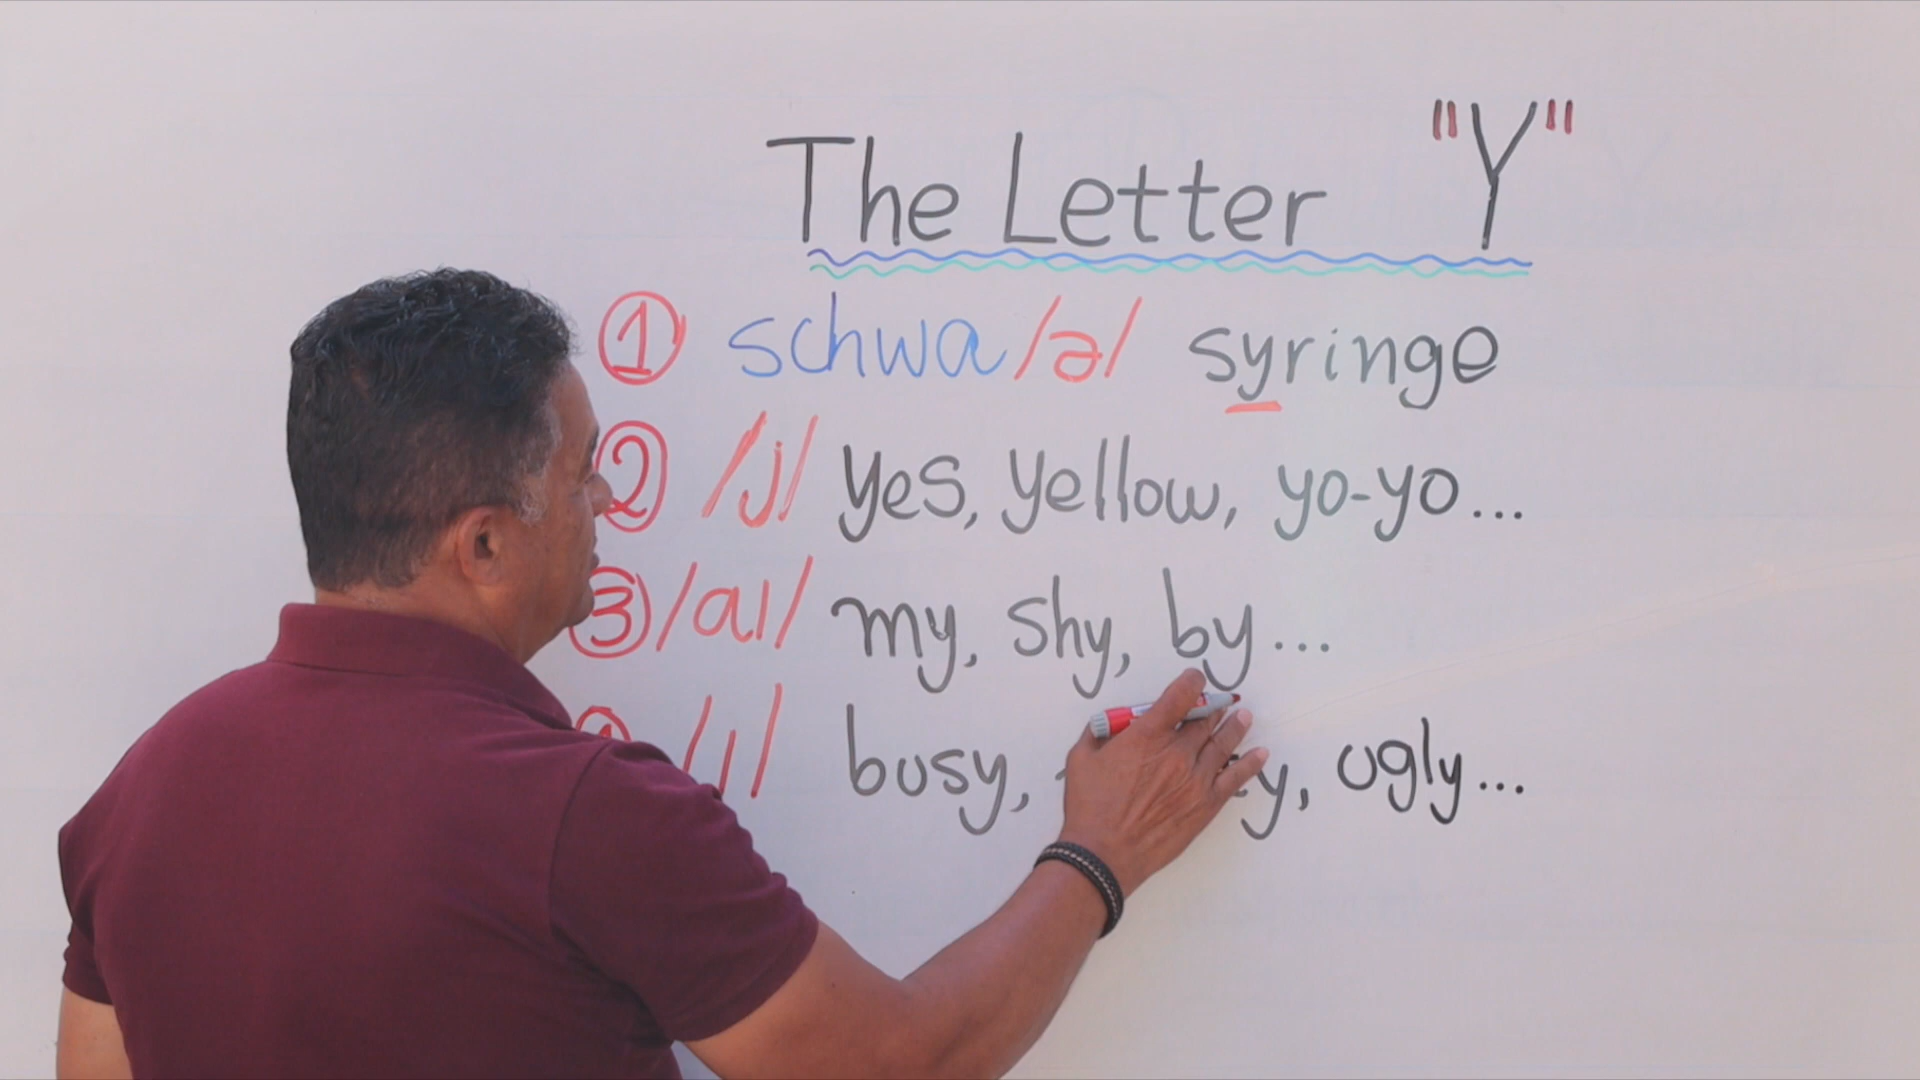 The Letter "Y"
① schwa /ə/ syringe
② /j/ yes, yellow, yo-yo...
③ /aɪ/ my, shy, by...
/ɪ/ busy, ugly...